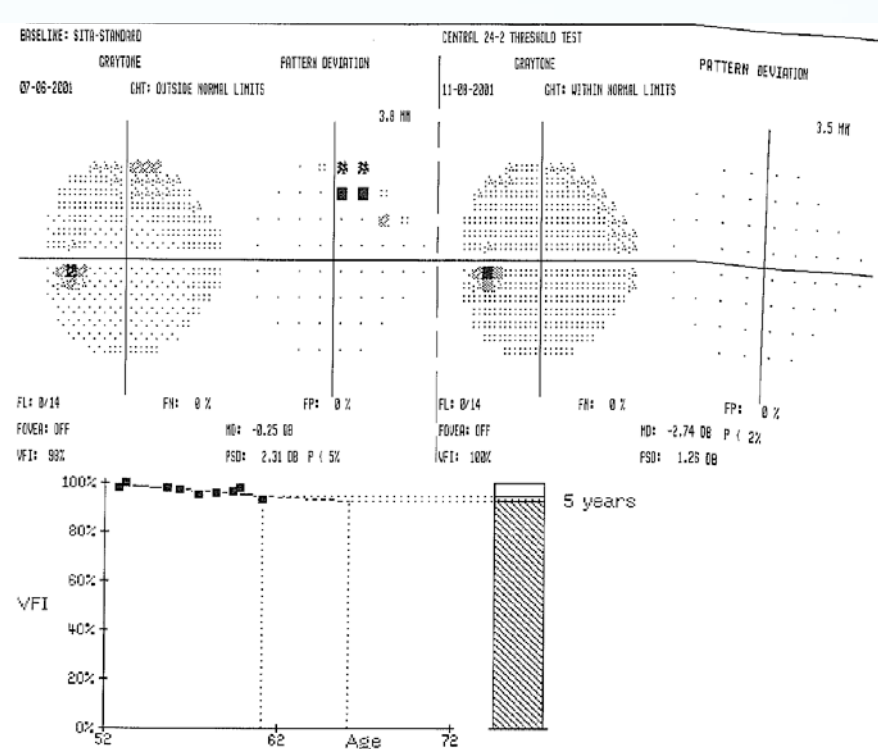 BASELINE: SITA-STANDARD
CENTRAL 24-2 THRESHOLD TEST
GRAYTONE PATTERN DEVIATION
GRAYTONE PATTERN DEVIATION
07-06-2001 GHT: OUTSIDE NORMAL LIMITS
11-09-2001 GHT: WITHIN NORMAL LIMITS
3.8 MM
3.5 MM
FL: 0/14 FN: 0 % FP: 0 %
FOVEA: OFF MD: -0.25 DB
VFI: 98% PSD: 2.31 DB P < 5%
FL: 0/14 FN: 0 % FP: 0 %
FOVEA: OFF MD: -2.74 DB P < 2%
VFI: 100% PSD: 1.26 DB
100%
80%
60%
VFI
40%
20%
0%
52 62 Age 72
5 years